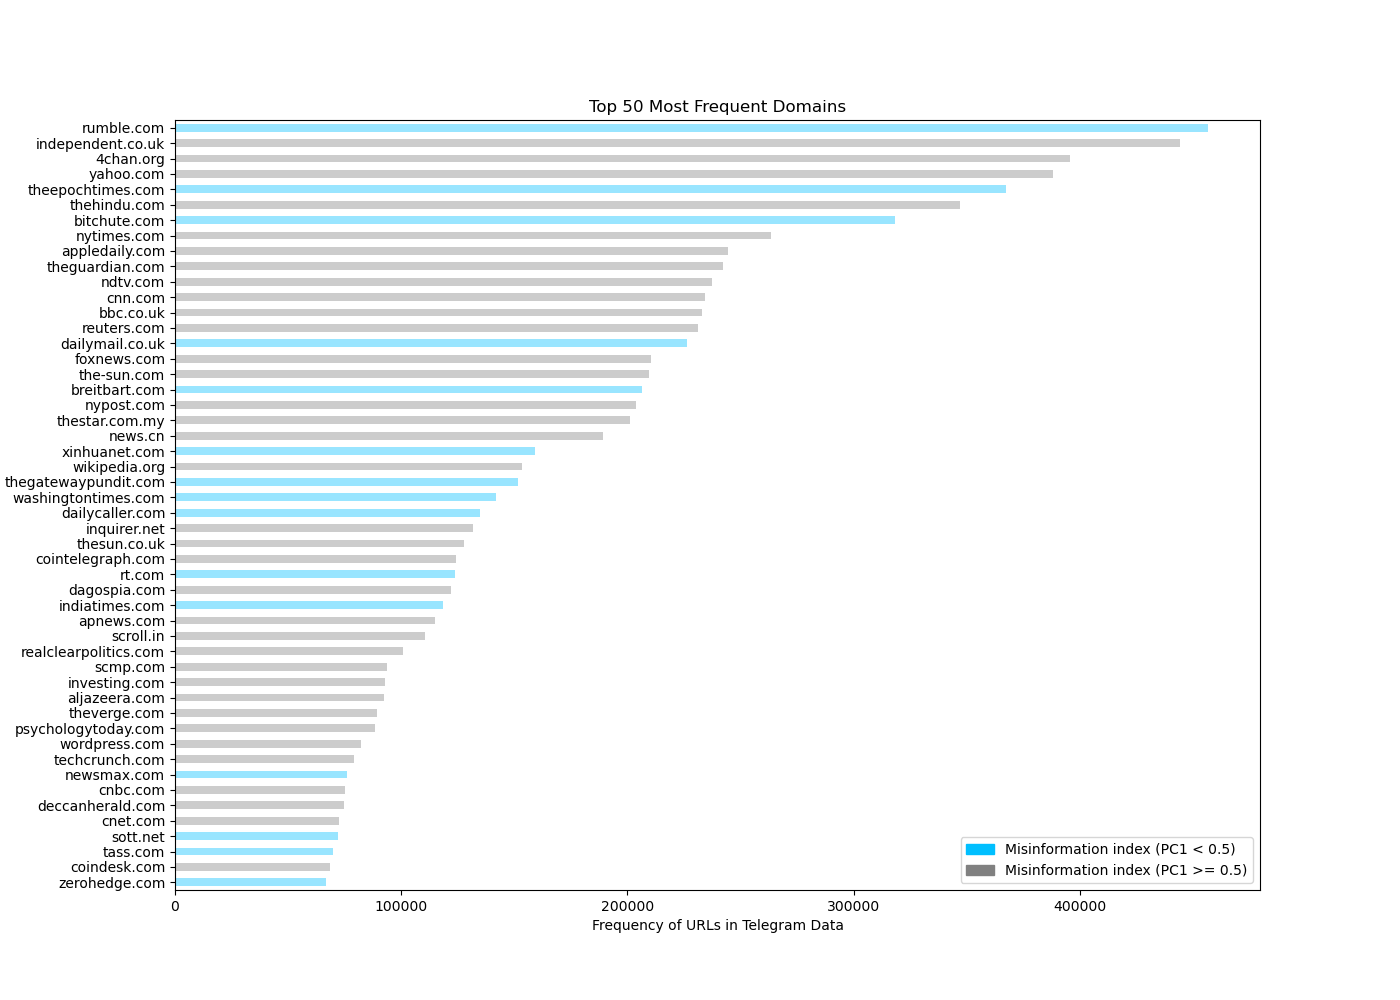 Top 50 Most Frequent Domains
rumble.com
independent.co.uk
4chan.org
yahoo.com
theepochtimes.com
thehindu.com
bitchute.com
nytimes.com
appledaily.com
theguardian.com
ndtv.com
cnn.com
bbc.co.uk
reuters.com
dailymail.co.uk
foxnews.com
the-sun.com
breitbart.com
nypost.com
thestar.com.my
news.cn
xinhuanet.com
wikipedia.org
thegatewaypundit.com
washingtontimes.com
dailycaller.com
inquirer.net
thesun.co.uk
cointelegraph.com
rt.com
dagospia.com
indiatimes.com
apnews.com
scroll.in
realclearpolitics.com
scmp.com
investing.com
aljazeera.com
theverge.com
psychologytoday.com
wordpress.com
techcrunch.com
newsmax.com
cnbc.com
deccanherald.com
cnet.com
sott.net
tass.com
coindesk.com
zerohedge.com
Misinformation index (PC1 < 0.5)
Misinformation index (PC1 >= 0.5)
0 100000 200000 300000 400000
Frequency of URLs in Telegram Data